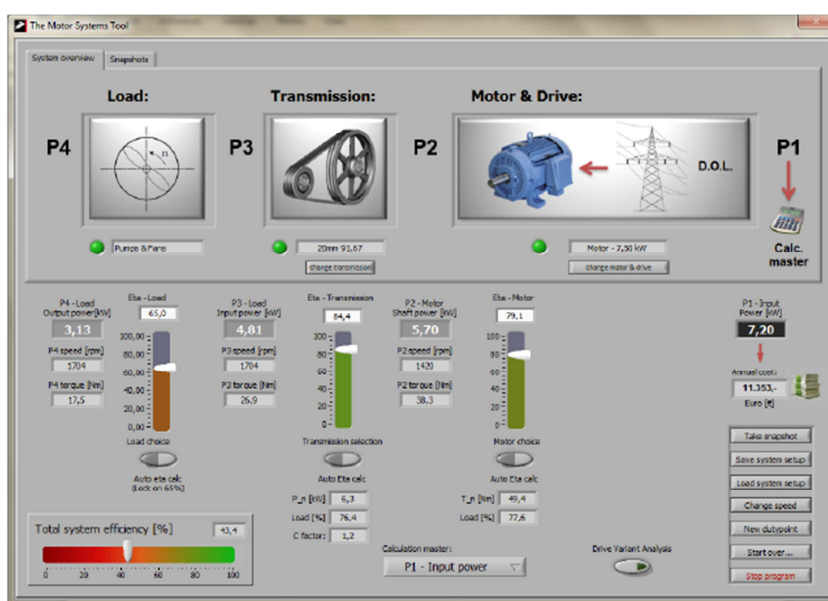 The Motor Systems Tool
System overview
Snapshots
Load:
Transmission:
Motor & Drive:
P4
P3
P2
P1
n
D.O.L.
Calc.
master
Pumps & Fans
20mm 91,67
Motor - 7,50 kW
change transmission
change motor & drive
P4 - Load
Output power[kW]
3,13
P4 speed [rpm]
1704
P4 torque [Nm]
17,5
Eta - Load
65,0
100,00
80,00
60,00
40,00
20,00
0,00
Load choice
Auto eta calc
(Lock on 65%)
P3 - Load
Input power [kW]
4,81
P3 speed [rpm]
1704
P3 torque [Nm]
26,9
Eta - Transmission
84,4
100
80
60
40
20
0
Transmission selection
Auto Eta calc
P_n [kW]
6,3
Load [%]
76,4
C factor:
1,2
P2 - Motor
Shaft power [kW]
5,70
P2 speed [rpm]
1420
P2 torque [Nm]
38,3
Eta - Motor
79,1
100
80
60
40
20
0
Motor choice
Auto Eta calc
T_n [Nm]
49,4
Load [%]
77,6
P1 - Input
Power [kW]
7,20
Annual cost:
11.353,-
Euro [€]
Take snapshot
Save system setup
Load system setup
Change speed
New dutypoint
Start over...
Stop program
Total system efficiency [%]
43,4
0 20 40 60 80 100
Calculation master:
P1 - Input power
Drive Variant Analysis